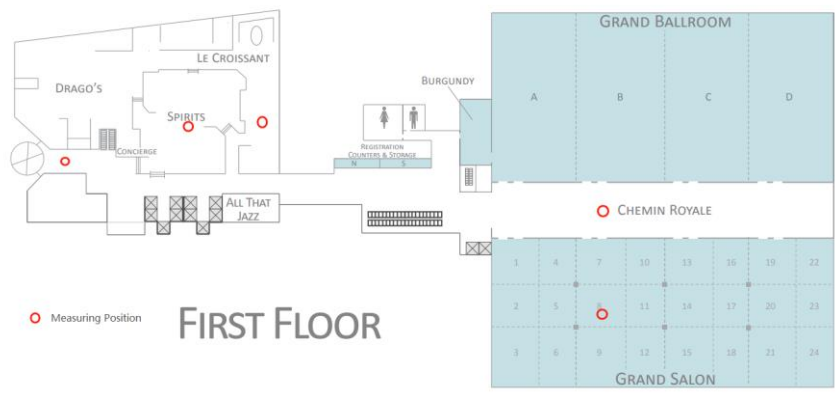 GRAND BALLROOM
LE CROISSANT
DRAGO'S
BURGUNDY
A B C D
SPIRITS
CONCIERGE
REGISTRATION
COUNTERS & STORAGE
N S
ALL THAT
JAZZ
CHEMIN ROYALE
1 4 7 10 13 16 19 22
2 5 8 11 14 17 20 23
3 6 9 12 15 18 21 24
Measuring Position
FIRST FLOOR
GRAND SALON